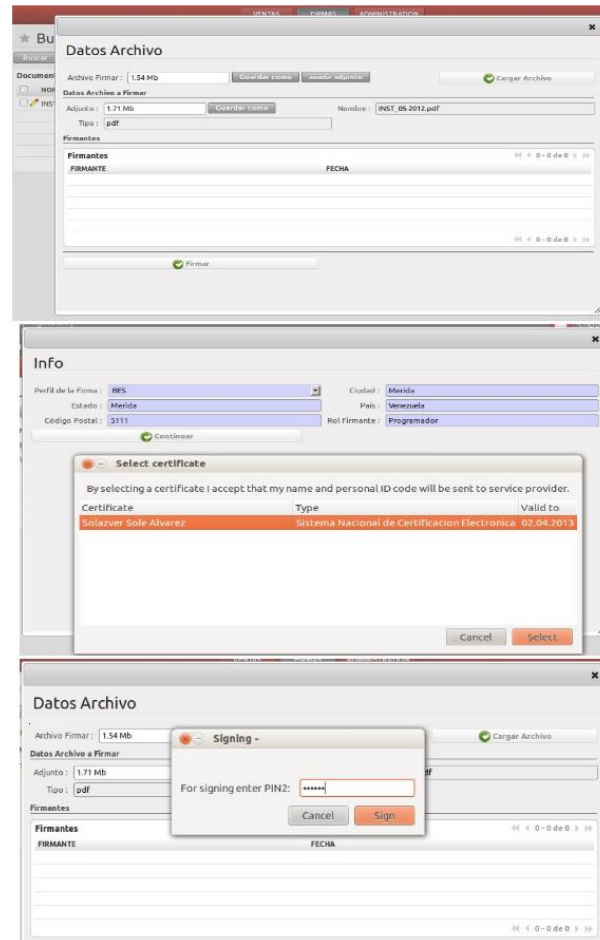 VENTAS FIRMAS ADMINISTRATION
Bu
Buscar
Datos Archivo
Document
Archivo Firmar : 1.54 Mb Guardar como anadir adjunto Cargar Archivo
NOM
Datos Archivo a Firmar
INST
Adjunto : 1.71 Mb Guardar como Nombre : INST_05-2012.pdf
Tipo : pdf
Firmantes
Firmantes 0 - 0 de 0
FIRMANTE FECHA
0 - 0 de 0
Firmar
Info
Perfil de la Firma : BES Ciudad : Merida
Estado : Merida Pais : Venezuela
Código Postal : 5111 Rol Firmante : Programador
Continuar
Select certificate
By selecting a certificate I accept that my name and personal ID code will be sent to service provider.
Certificate Type Valid to
Solazver Sole Alvarez Sistema Nacional de Certificacion Electronica 02.04.2013
Cancel Select
Datos Archivo
Archivo Firmar : 1.54 Mb Cargar Archivo
Signing -
Datos Archivo a Firmar
Adjunto : 1.71 Mb df
For signing enter PIN2: ••••••
Tipo : pdf
Cancel Sign
Firmantes
Firmantes 0 - 0 de 0
FIRMANTE FECHA
0 - 0 de 0